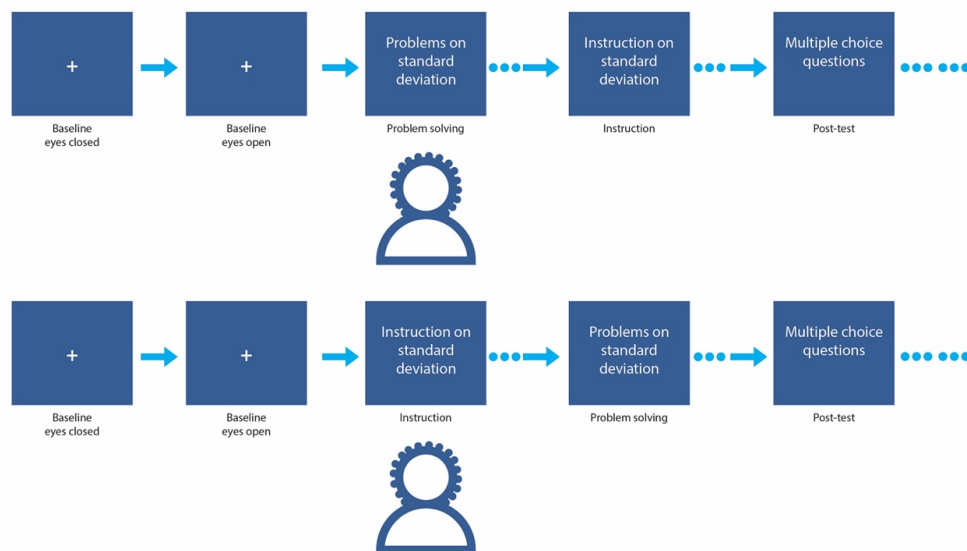 +
+
Problems on
standard
deviation
Instruction on
standard
deviation
Multiple choice
questions
Baseline
eyes closed
Baseline
eyes open
Problem solving
Instruction
Post-test
+
+
Instruction on
standard
deviation
Problems on
standard
deviation
Multiple choice
questions
Baseline
eyes closed
Baseline
eyes open
Instruction
Problem solving
Post-test